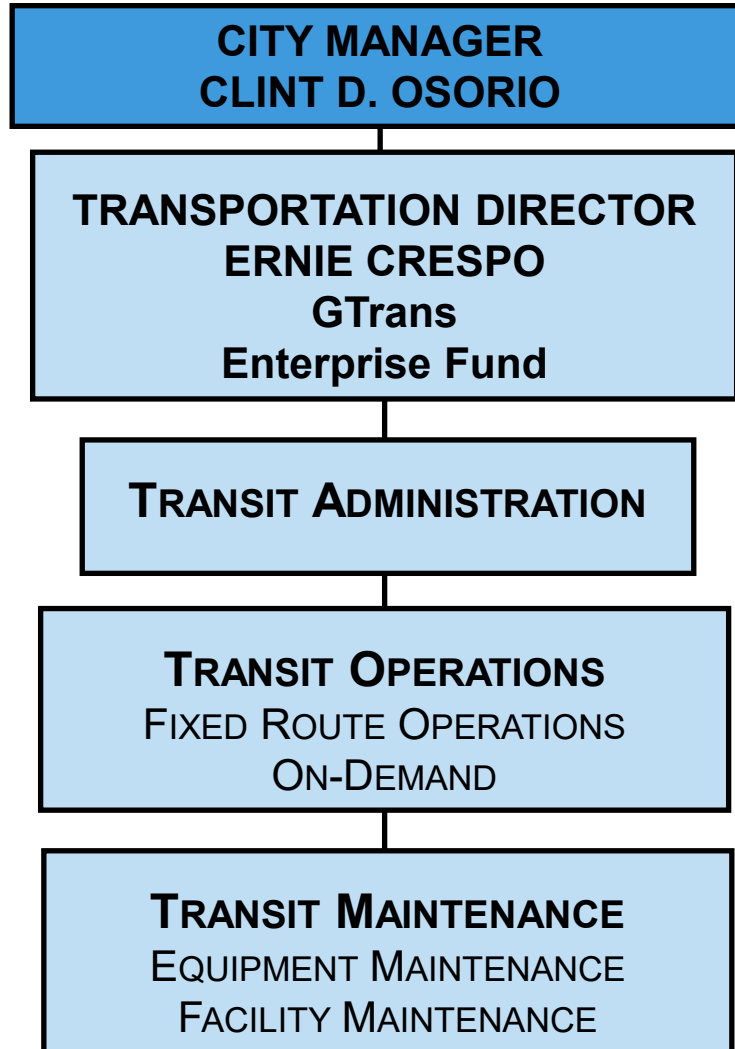 CITY MANAGER
CLINT D. OSORIO
TRANSPORTATION DIRECTOR
ERNIE CRESPO
GTrans
Enterprise Fund
TRANSIT ADMINISTRATION
TRANSIT OPERATIONS
FIXED ROUTE OPERATIONS
ON-DEMAND
TRANSIT MAINTENANCE
EQUIPMENT MAINTENANCE
FACILITY MAINTENANCE